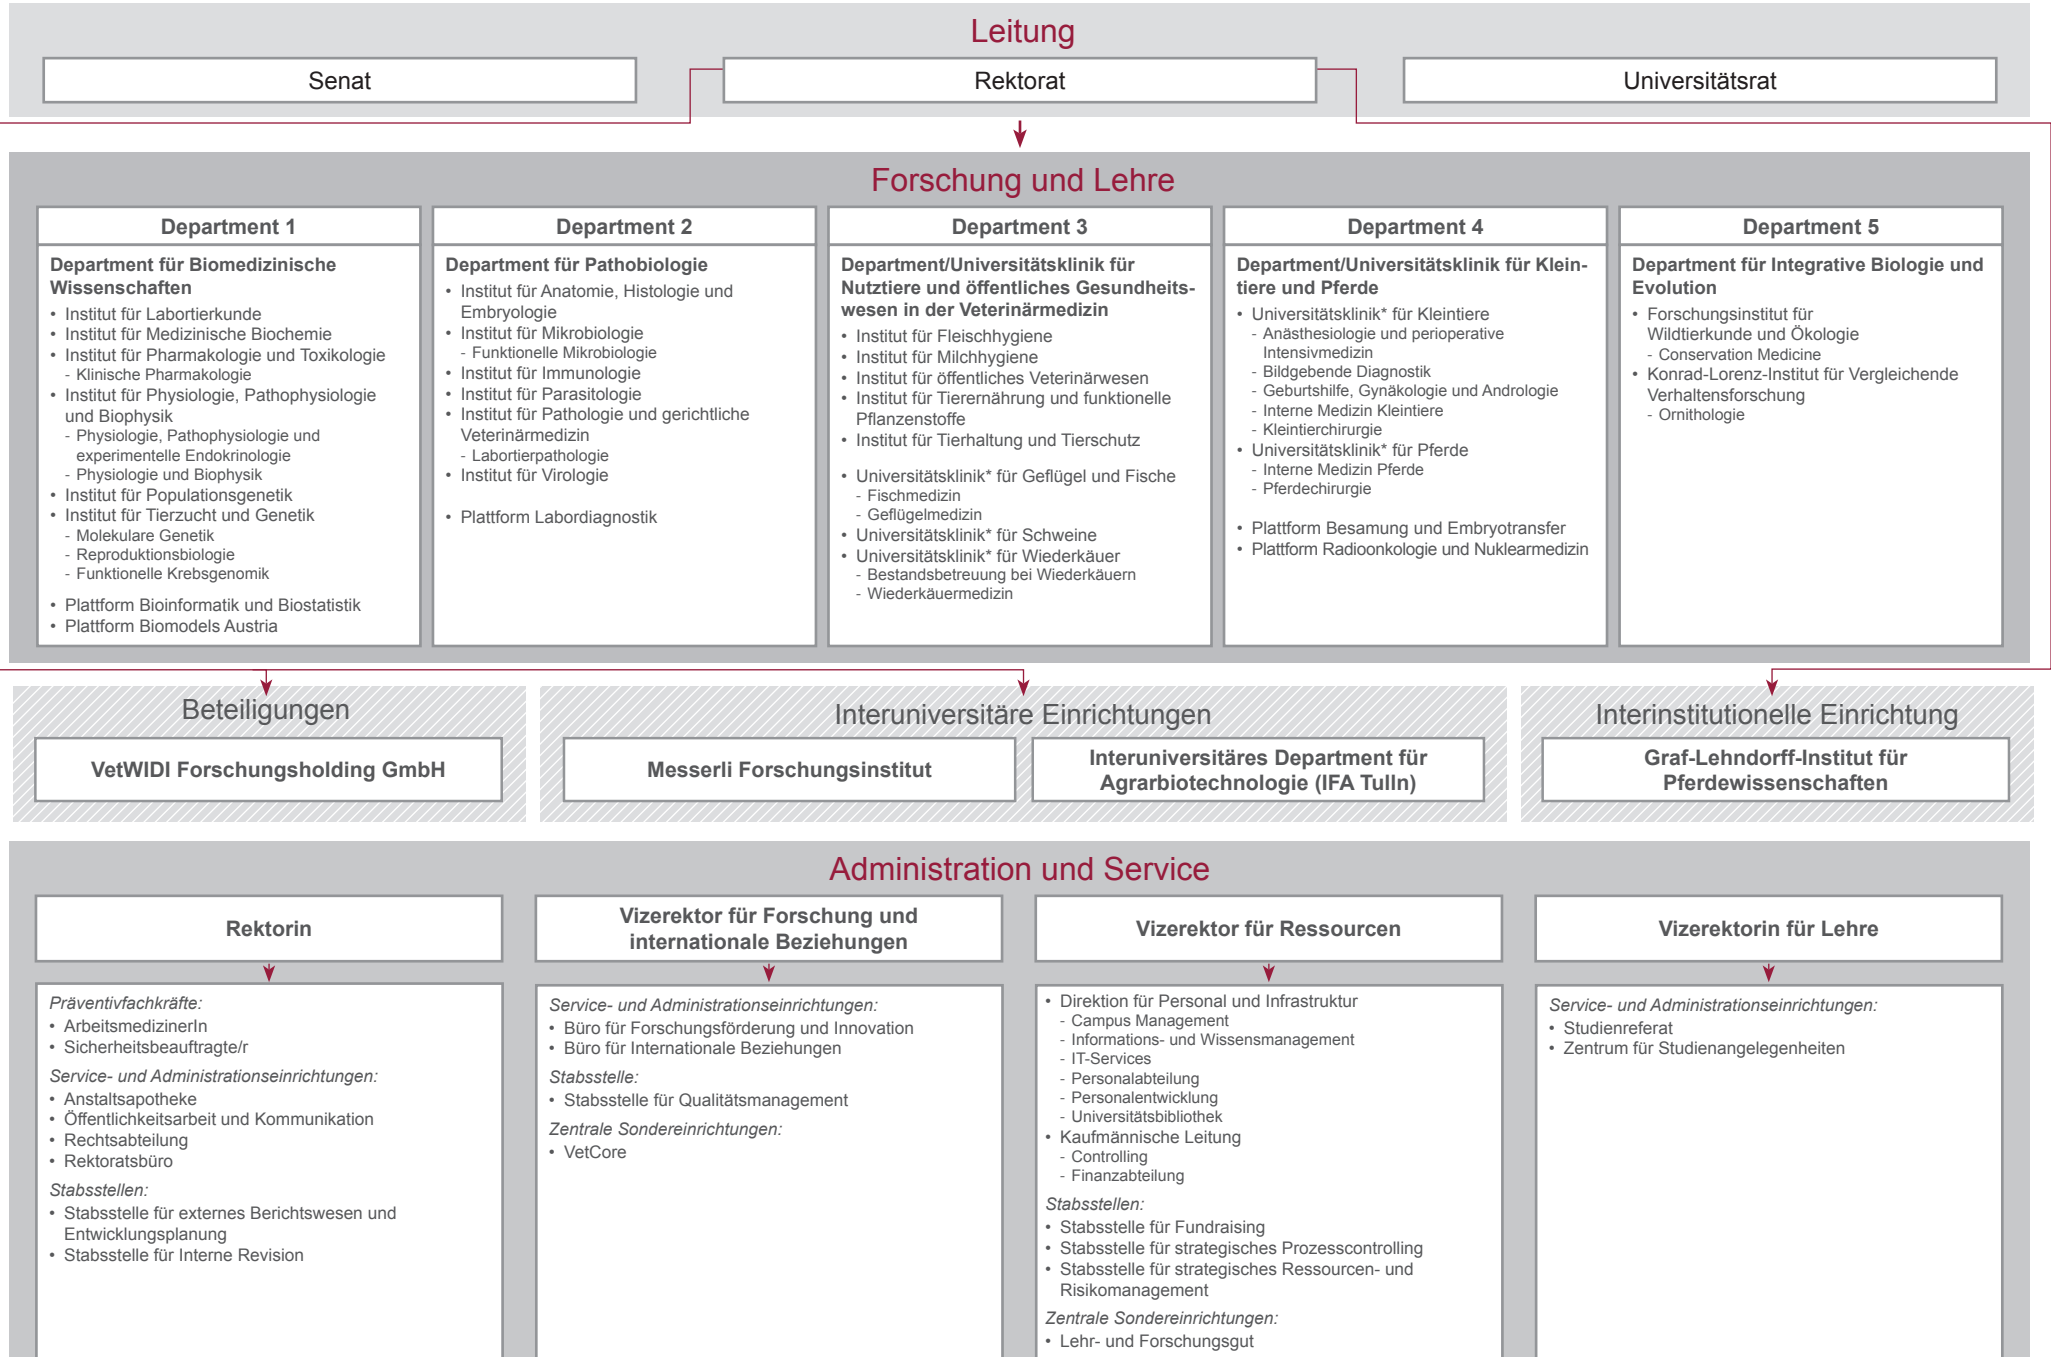 Leitung
Senat
Rektorat
Universitätsrat
Forschung und Lehre
Department 1
Department für Biomedizinische
Wissenschaften
• Institut für Labortierkunde
• Institut für Medizinische Biochemie
• Institut für Pharmakologie und Toxikologie
- Klinische Pharmakologie
• Institut für Physiologie, Pathophysiologie
und Biophysik
- Physiologie, Pathophysiologie und
experimentelle Endokrinologie
- Physiologie und Biophysik
• Institut für Populationsgenetik
• Institut für Tierzucht und Genetik
- Molekulare Genetik
- Reproduktionsbiologie
- Funktionelle Krebsgenomik
• Plattform Bioinformatik und Biostatistik
• Plattform Biomodels Austria
Department 2
Department für Pathobiologie
• Institut für Anatomie, Histologie und
Embryologie
• Institut für Mikrobiologie
- Funktionelle Mikrobiologie
• Institut für Immunologie
• Institut für Parasitologie
• Institut für Pathologie und gerichtliche
Veterinärmedizin
- Labortierpathologie
• Institut für Virologie
• Plattform Labordiagnostik
Department 3
Department/Universitätsklinik für
Nutztiere und öffentliches Gesundheits-
wesen in der Veterinärmedizin
• Institut für Fleischhygiene
• Institut für Milchhygiene
• Institut für öffentliches Veterinärwesen
• Institut für Tierernährung und funktionelle
Pflanzenstoffe
• Institut für Tierhaltung und Tierschutz
• Universitätsklinik* für Geflügel und Fische
- Fischmedizin
- Geflügelmedizin
• Universitätsklinik* für Schweine
• Universitätsklinik* für Wiederkäuer
- Bestandsbetreuung bei Wiederkäuern
- Wiederkäuermedizin
Department 4
Department/Universitätsklinik für Klein-
tiere und Pferde
• Universitätsklinik* für Kleintiere
- Anästhesiologie und perioperative
Intensivmedizin
- Bildgebende Diagnostik
- Geburtshilfe, Gynäkologie und Andrologie
- Interne Medizin Kleintiere
- Kleintierchirurgie
• Universitätsklinik* für Pferde
- Interne Medizin Pferde
- Pferdechirurgie
• Plattform Besamung und Embryotransfer
• Plattform Radioonkologie und Nuklearmedizin
Department 5
Department für Integrative Biologie und
Evolution
• Forschungsinstitut für
Wildtierkunde und Ökologie
- Conservation Medicine
• Konrad-Lorenz-Institut für Vergleichende
Verhaltensforschung
- Ornithologie
Beteiligungen
VetWIDI Forschungsholding GmbH
Interuniversitäre Einrichtungen
Messerli Forschungsinstitut
Interuniversitäres Department für
Agrarbiotechnologie (IFA Tulln)
Interinstitutionelle Einrichtung
Graf-Lehndorff-Institut für
Pferdewissenschaften
Administration und Service
Rektorin
Präventivfachkräfte:
• ArbeitsmedizinerIn
• Sicherheitsbeauftragte/r
Service- und Administrationseinrichtungen:
• Anstaltsapotheke
• Öffentlichkeitsarbeit und Kommunikation
• Rechtsabteilung
• Rektoratsbüro
Stabsstellen:
• Stabsstelle für externes Berichtswesen und
Entwicklungsplanung
• Stabsstelle für Interne Revision
Vizerektor für Forschung und
internationale Beziehungen
Service- und Administrationseinrichtungen:
• Büro für Forschungsförderung und Innovation
• Büro für Internationale Beziehungen
Stabsstelle:
• Stabsstelle für Qualitätsmanagement
Zentrale Sondereinrichtungen:
• VetCore
Vizerektor für Ressourcen
• Direktion für Personal und Infrastruktur
- Campus Management
- Informations- und Wissensmanagement
- IT-Services
- Personalabteilung
- Personalentwicklung
- Universitätsbibliothek
• Kaufmännische Leitung
- Controlling
- Finanzabteilung
Stabsstellen:
• Stabsstelle für Fundraising
• Stabsstelle für strategisches Prozesscontrolling
• Stabsstelle für strategisches Ressourcen- und
Risikomanagement
Zentrale Sondereinrichtungen:
• Lehr- und Forschungsgut
Vizerektorin für Lehre
Service- und Administrationseinrichtungen:
• Studienreferat
• Zentrum für Studienangelegenheiten